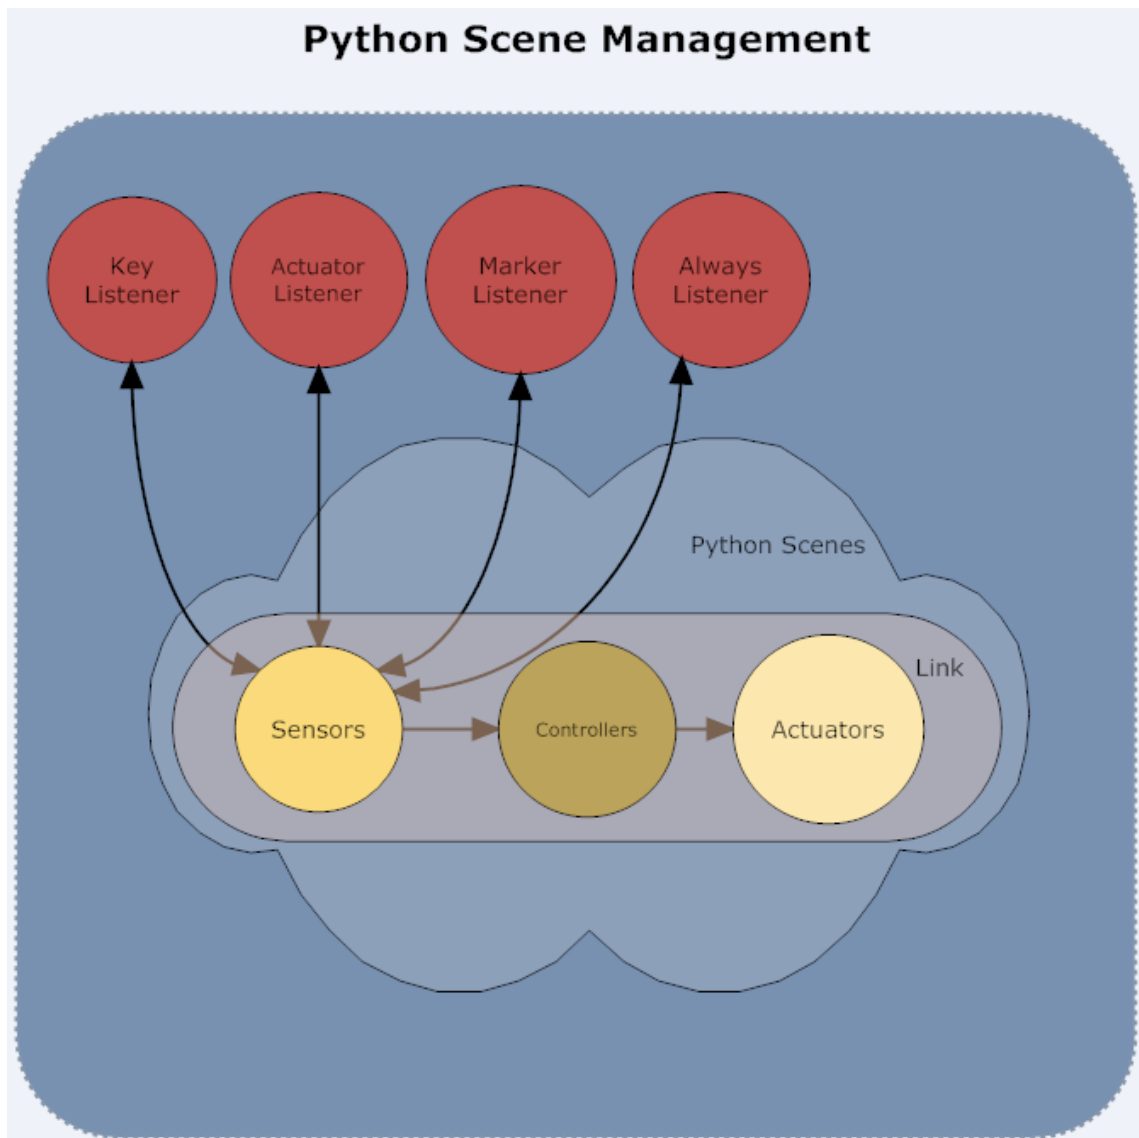 Python Scene Management
Key
Listener
Actuator
Listener
Marker
Listener
Always
Listener
Python Scenes
Link
Sensors
Controllers
Actuators